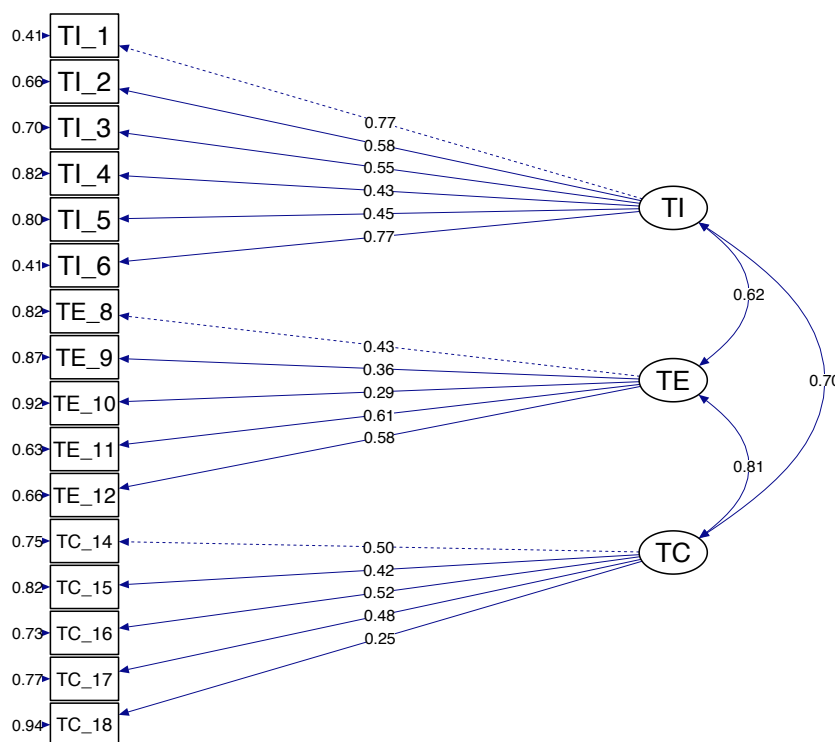 0.41 TI_1
0.66 TI_2
0.77
0.70 TI_3
0.58
0.55
0.82 TI_4
0.43
0.80 TI_5
0.45
TI
0.77
0.41 TI_6
0.62
0.82 TE_8
0.43
0.87 TE_9
0.36
TE
0.70
0.29
0.92 TE_10
0.61
0.58
0.63 TE_11
0.81
0.66 TE_12
0.75 TC_14
0.50
TC
0.42
0.82 TC_15
0.52
0.48
0.73 TC_16
0.25
0.77 TC_17
0.94 TC_18